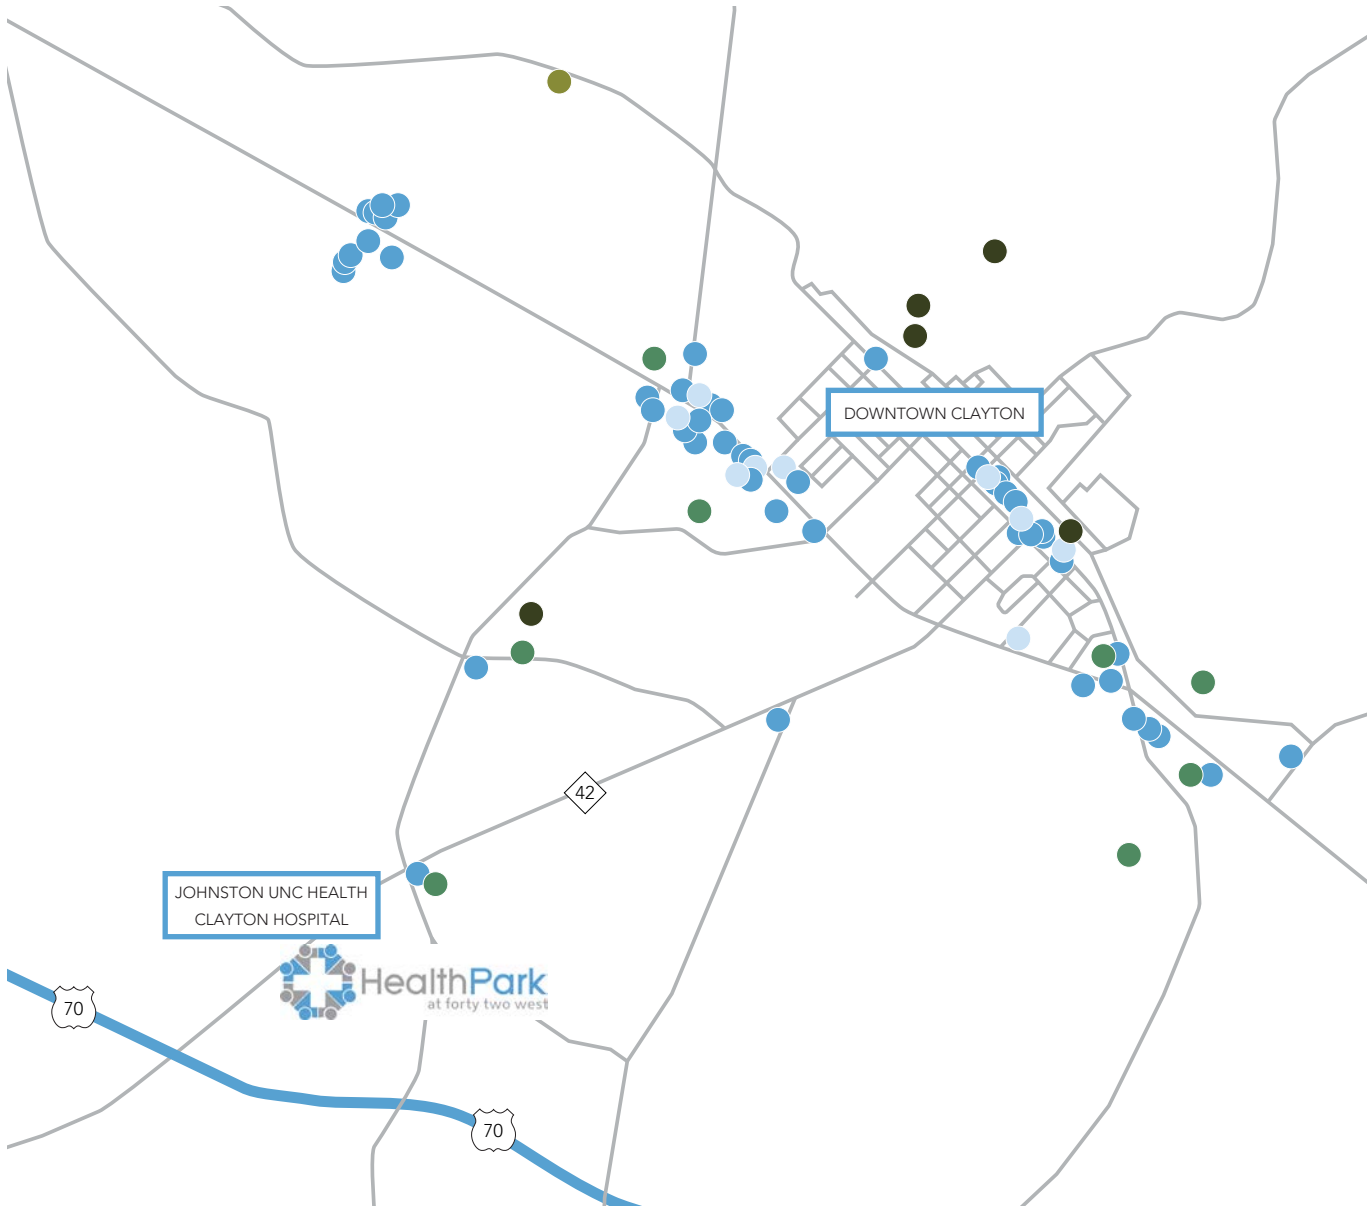 DOWNTOWN CLAYTON
42
JOHNSTON UNC HEALTH
CLAYTON HOSPITAL
HealthPark
at forty two west
70
70